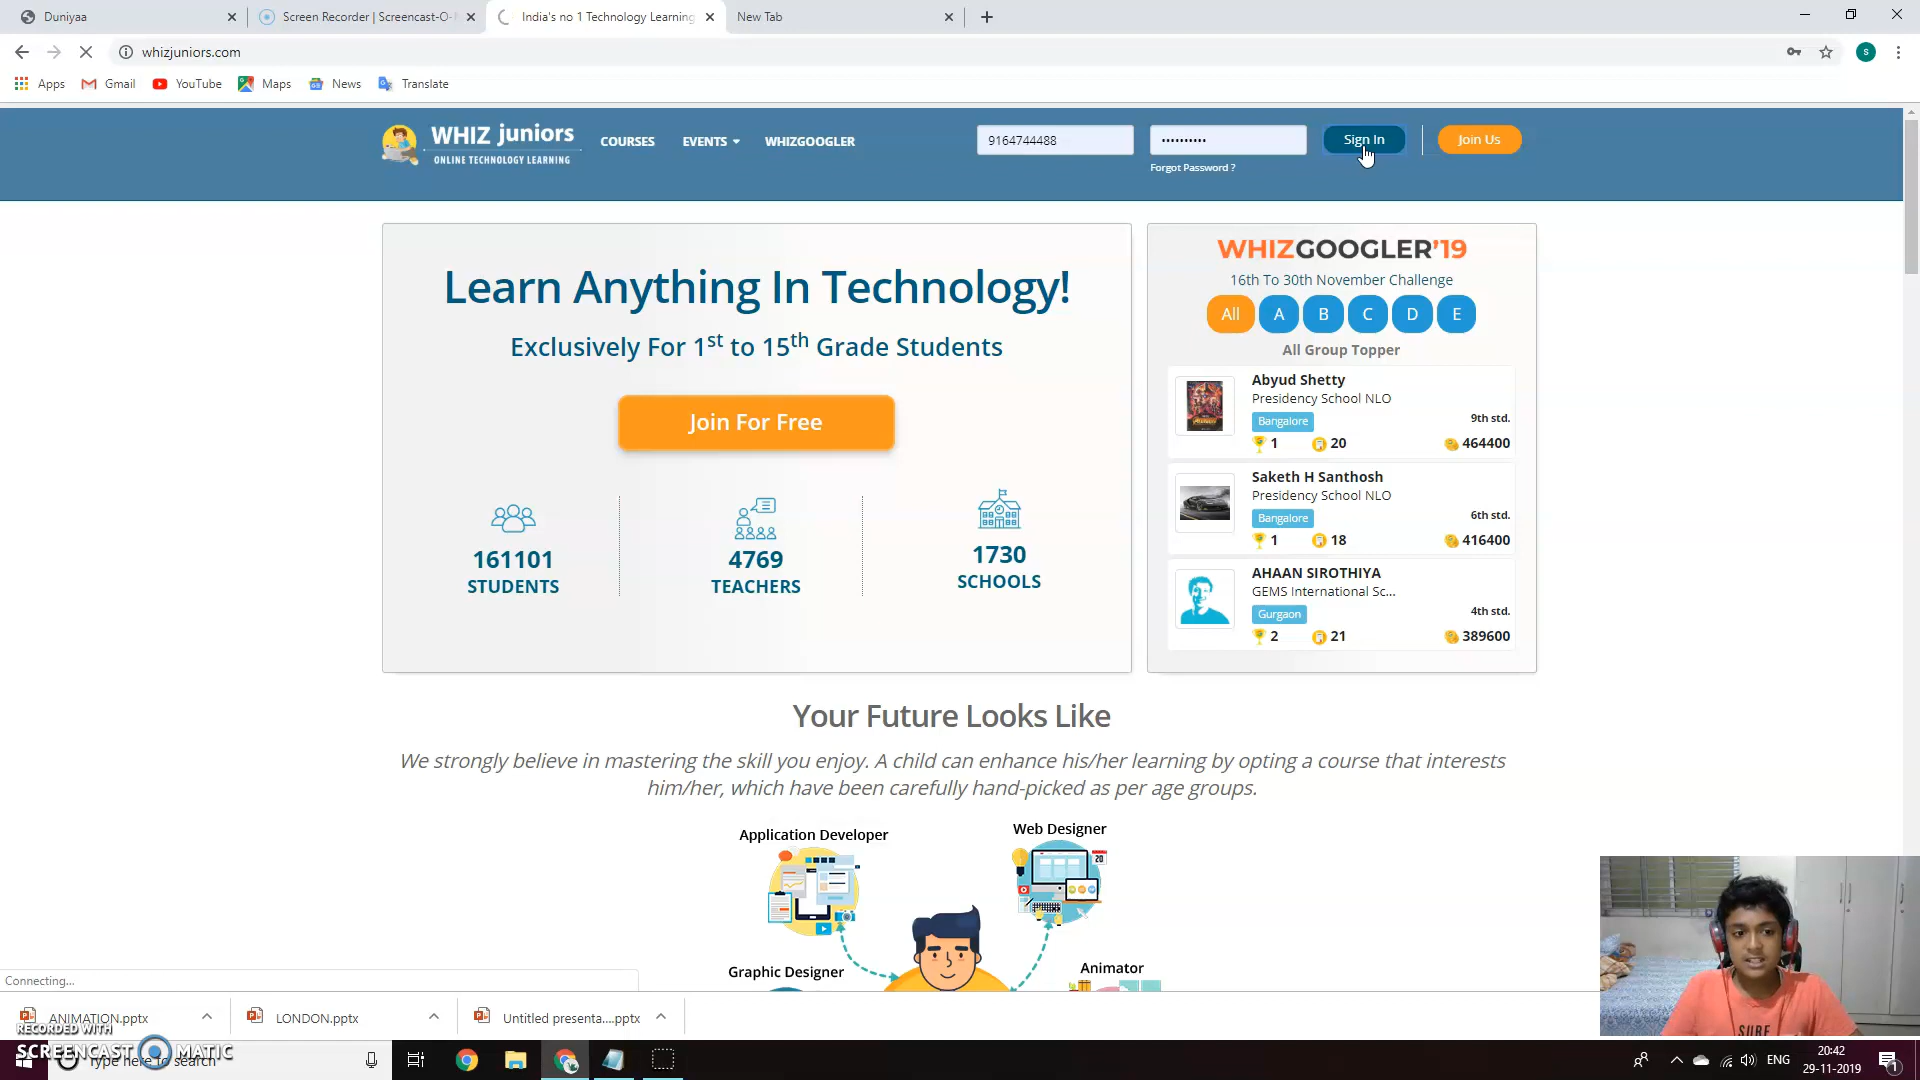 Duniyaa
Screen Recorder | Screencast-O-
India's no 1 Technology Learning
New Tab
whizjuniors.com
S
Apps
Gmail
YouTube
Maps
News
Translate
WHIZ juniors
ONLINE TECHNOLOGY LEARNING
COURSES
EVENTS
WHIZGOOGLER
9164744488
••••••••••
Sign In
Join Us
Forgot Password ?
Learn Anything In Technology!
Exclusively For 1st to 15th Grade Students
Join For Free
161101
STUDENTS
4769
TEACHERS
1730
SCHOOLS
WHIZGOOGLER'19
16th To 30th November Challenge
All A B C D E
All Group Topper
Abyud Shetty
Presidency School NLO
Bangalore
9th std.
1 20 464400
Saketh H Santhosh
Presidency School NLO
Bangalore
6th std.
1 18 416400
AHAAN SIROTHIYA
GEMS International Sc...
Gurgaon
4th std.
2 21 389600
Your Future Looks Like
We strongly believe in mastering the skill you enjoy. A child can enhance his/her learning by opting a course that interests
him/her, which have been carefully hand-picked as per age groups.
Application Developer
Web Designer
20
Graphic Designer
Animator
Connecting...
ANIMATION.pptx
LONDON.pptx
Untitled presenta....pptx
RECORDED WITH
SCREENCAST MATIC
Type here to search
SURF
ENG
20:42
29-11-2019
1